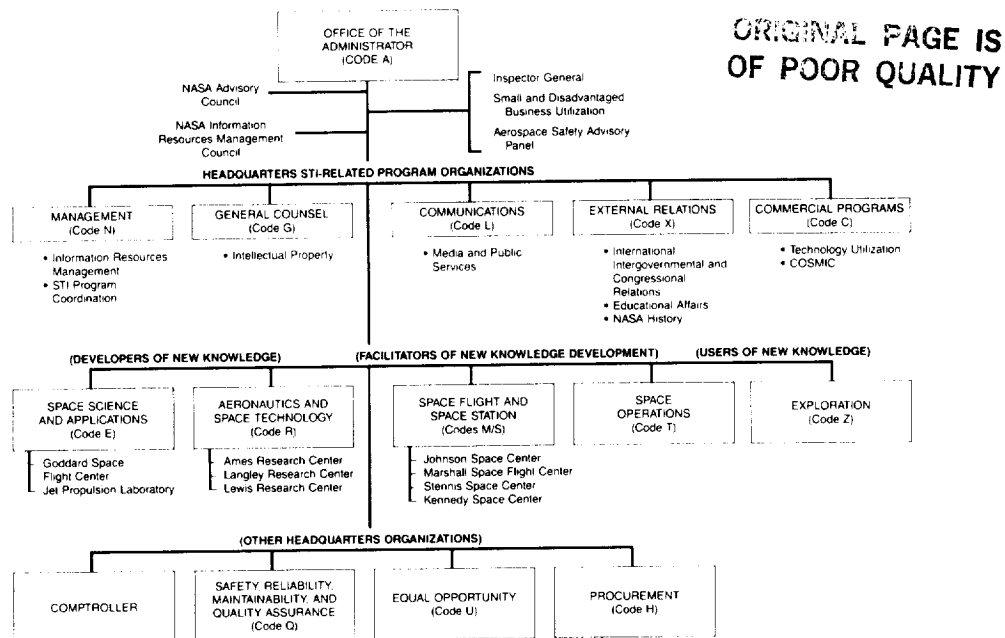 ORIGINAL PAGE IS
OF POOR QUALITY
OFFICE OF THE
ADMINISTRATOR
(CODE A)
NASA Advisory
Council
NASA Information
Resources Management
Council
Inspector General
Small and Disadvantaged
Business Utilization
Aerospace Safety Advisory
Panel
HEADQUARTERS STI-RELATED PROGRAM ORGANIZATIONS
MANAGEMENT
(Code N)
• Information Resources
Management
• STI Program
Coordination
GENERAL COUNSEL
(Code G)
• Intellectual Property
COMMUNICATIONS
(Code L)
• Media and Public
Services
EXTERNAL RELATIONS
(Code X)
• International
Intergovernmental and
Congressional
Relations
• Educational Affairs
• NASA History
COMMERCIAL PROGRAMS
(Code C)
• Technology Utilization
• COSMIC
(DEVELOPERS OF NEW KNOWLEDGE)
(FACILITATORS OF NEW KNOWLEDGE DEVELOPMENT)
(USERS OF NEW KNOWLEDGE)
SPACE SCIENCE
AND APPLICATIONS
(Code E)
Goddard Space
Flight Center
Jet Propulsion Laboratory
AERONAUTICS AND
SPACE TECHNOLOGY
(Code R)
Ames Research Center
Langley Research Center
Lewis Research Center
SPACE FLIGHT AND
SPACE STATION
(Codes M/S)
Johnson Space Center
Marshall Space Flight Center
Stennis Space Center
Kennedy Space Center
SPACE
OPERATIONS
(Code T)
EXPLORATION
(Code Z)
(OTHER HEADQUARTERS ORGANIZATIONS)
COMPTROLLER
SAFETY, RELIABILITY,
MAINTAINABILITY, AND
QUALITY ASSURANCE
(Code Q)
EQUAL OPPORTUNITY
(Code U)
PROCUREMENT
(Code H)